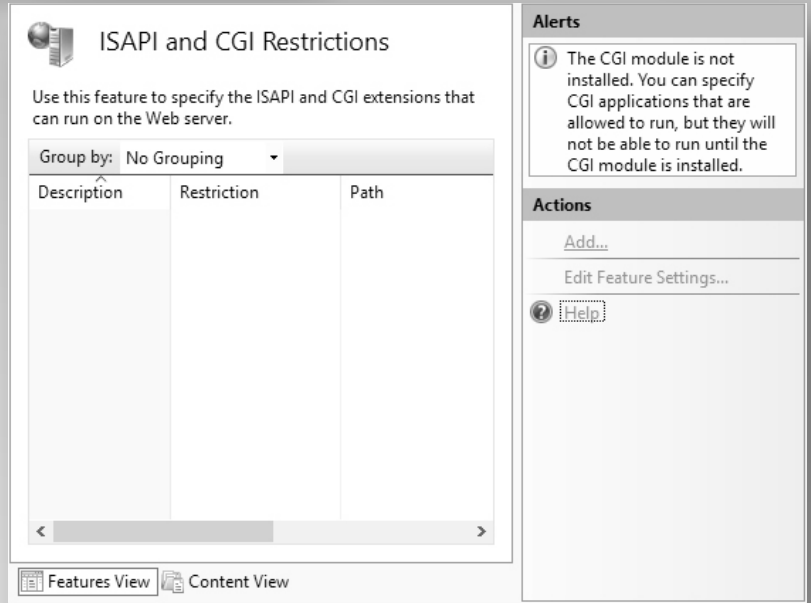 ISAPI and CGI Restrictions
Use this feature to specify the ISAPI and CGI extensions that
can run on the Web server.
Group by: No Grouping
Description Restriction Path
Features View Content View
Alerts
The CGI module is not
installed. You can specify
CGI applications that are
allowed to run, but they will
not be able to run until the
CGI module is installed.
Actions
Add...
Edit Feature Settings...
Help